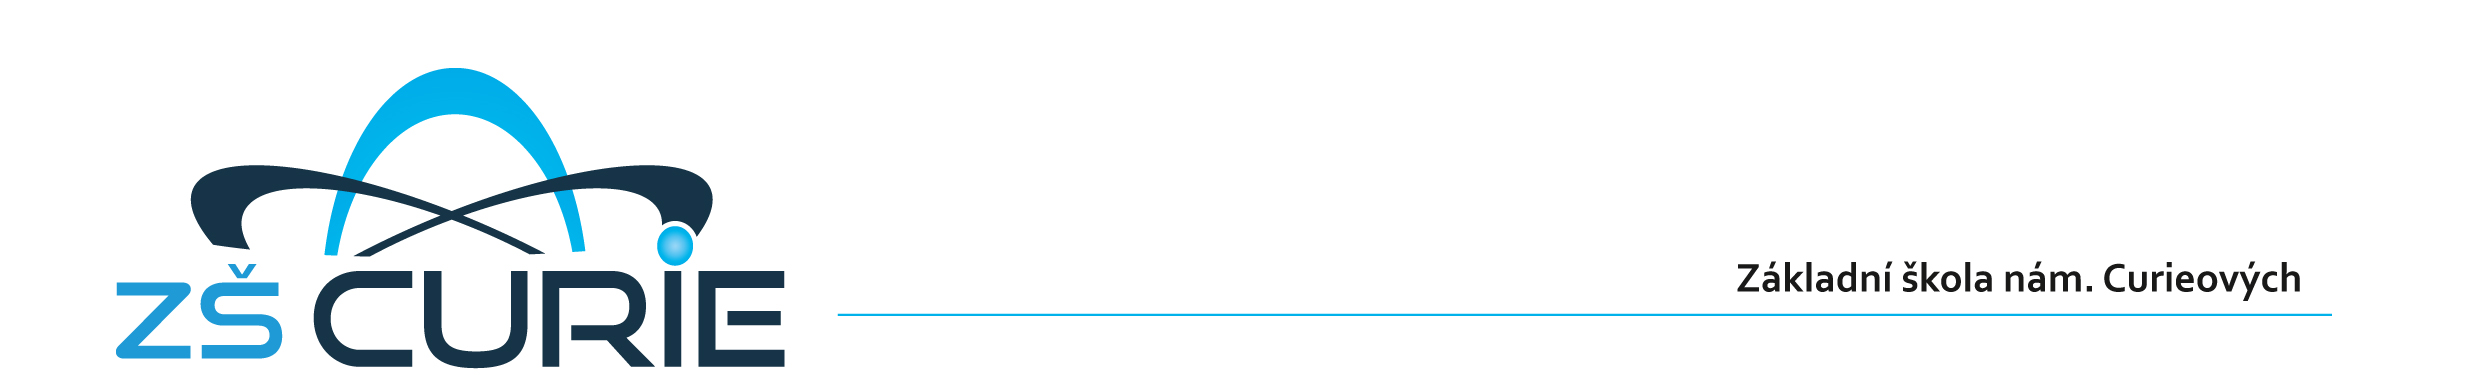 ZŠ CURIE
Základní škola nám. Curieových